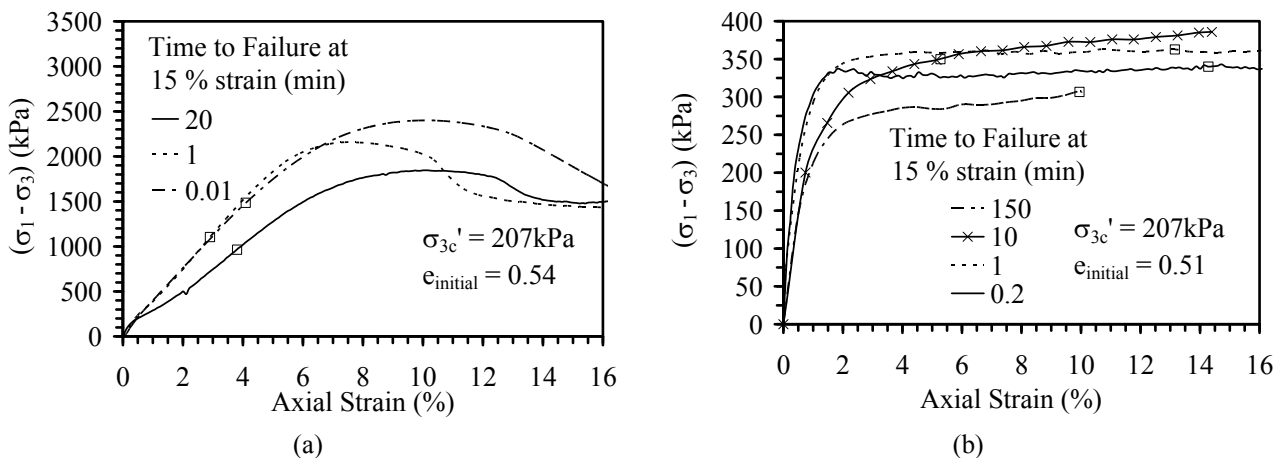 3500
3000
2500
2000
1500
1000
500
0
(σ₁ - σ₃) (kPa)
Time to Failure at
15 % strain (min)
20
1
0.01
σ₃c' = 207kPa
e_initial = 0.54
0 2 4 6 8 10 12 14 16
Axial Strain (%)
(a)
400
350
300
250
200
150
100
50
0
(σ₁ - σ₃) (kPa)
Time to Failure at
15 % strain (min)
150
10
1
0.2
σ₃c' = 207kPa
e_initial = 0.51
0 2 4 6 8 10 12 14 16
Axial Strain (%)
(b)